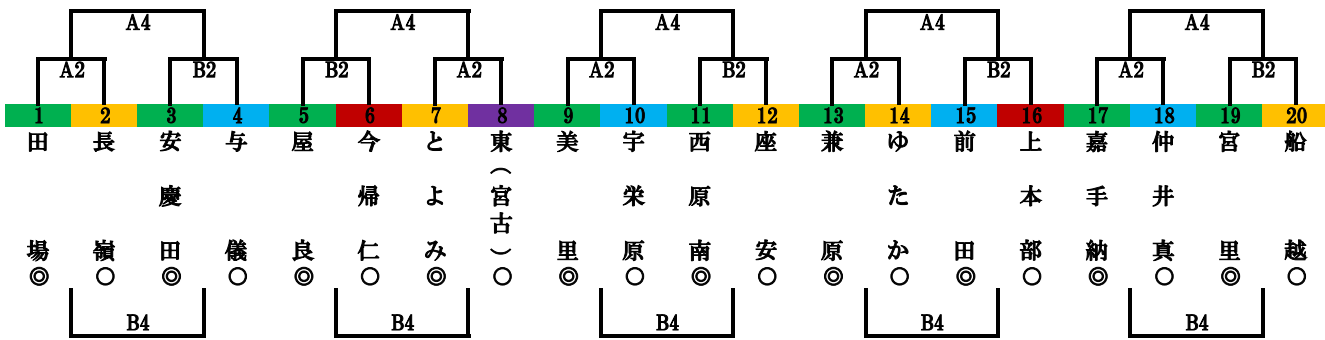 A4 A4 A4 A4 A4
A2 B2 B2 A2 A2 B2 A2 B2 A2 B2
1 2 3 4 5 6 7 8 9 10 11 12 13 14 15 16 17 18 19 20
田場◎
長嶺○
安慶田◎
与儀○
屋良◎
今帰仁○
とよみ◎
東(宮古)○
美里◎
宇栄原○
西原南◎
座安○
兼原◎
ゆたか○
前田◎
上本部○
嘉手納◎
仲井真○
宮里◎
船越○
B4 B4 B4 B4 B4